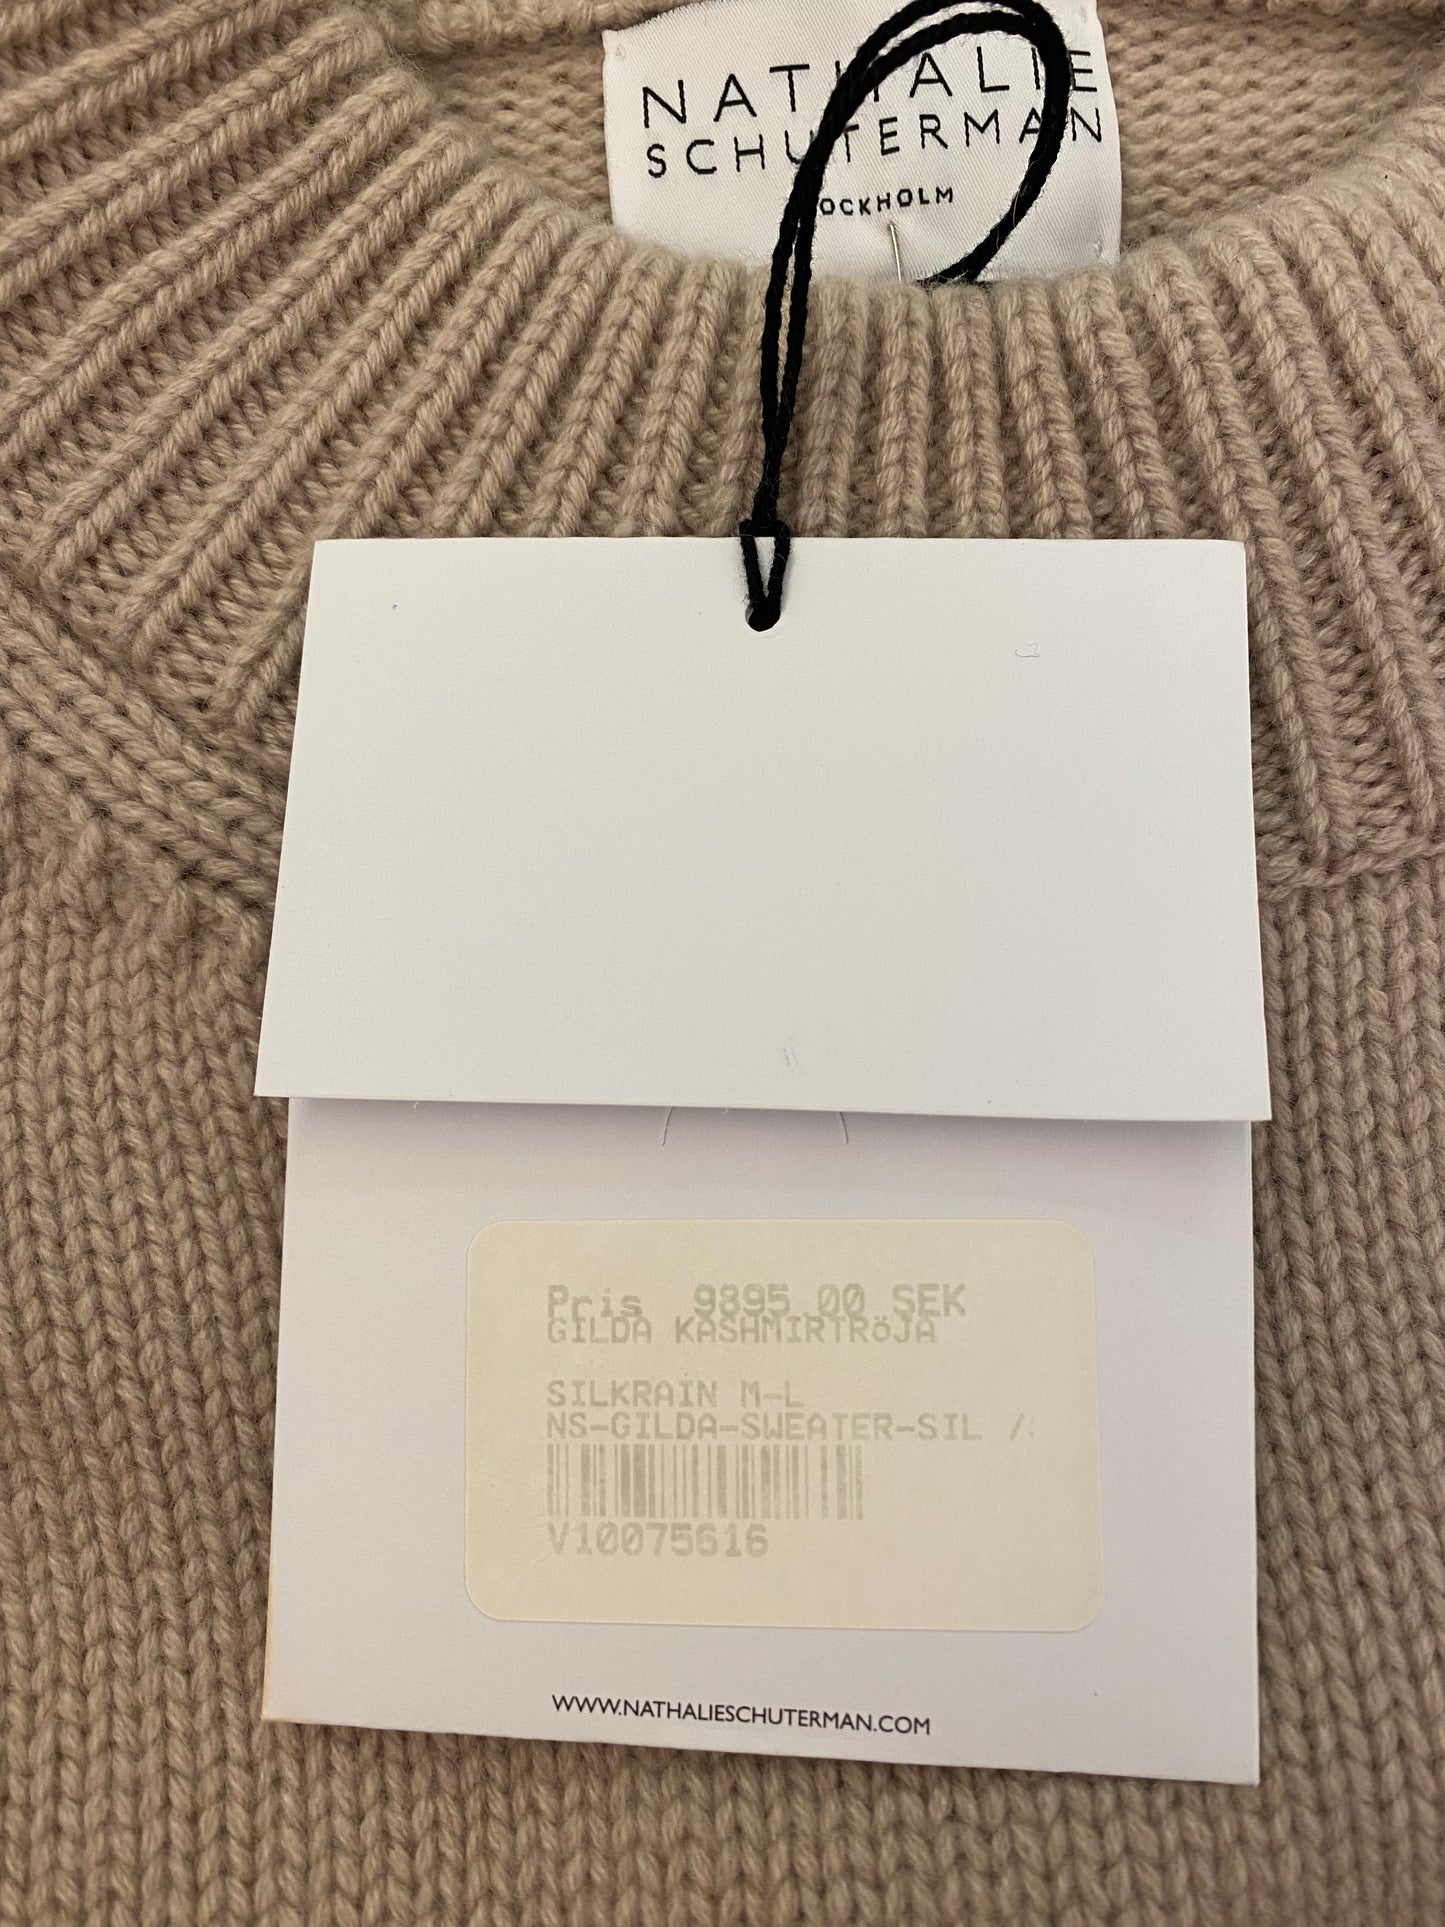 NATHALIE
SCHUTERMAN
STOCKHOLM
Pris 9895.00 SEK
GILDA KASHMIRTRöJA
SILKRAIN M-L
NS-GILDA-SWEATER-SIL /
V10075616
WWW.NATHALIESCHUTERMAN.COM